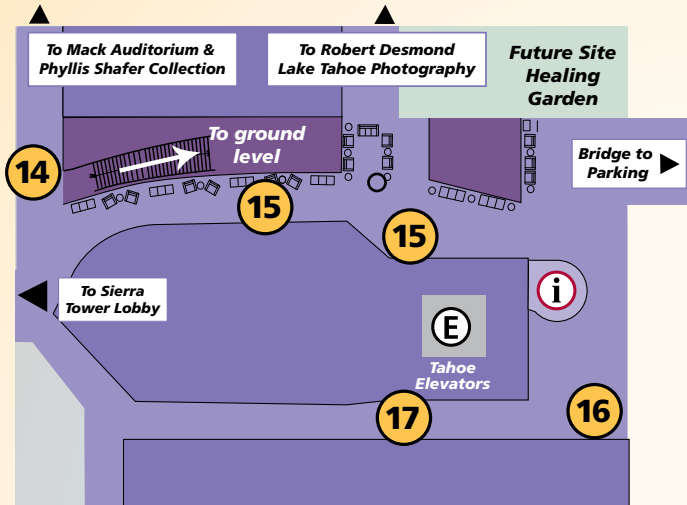 To Mack Auditorium &
Phyllis Shafer Collection
To Robert Desmond
Lake Tahoe Photography
Future Site
Healing
Garden
To ground
level
Bridge to
Parking
14
15
15
To Sierra
Tower Lobby
i
E
Tahoe
Elevators
17
16